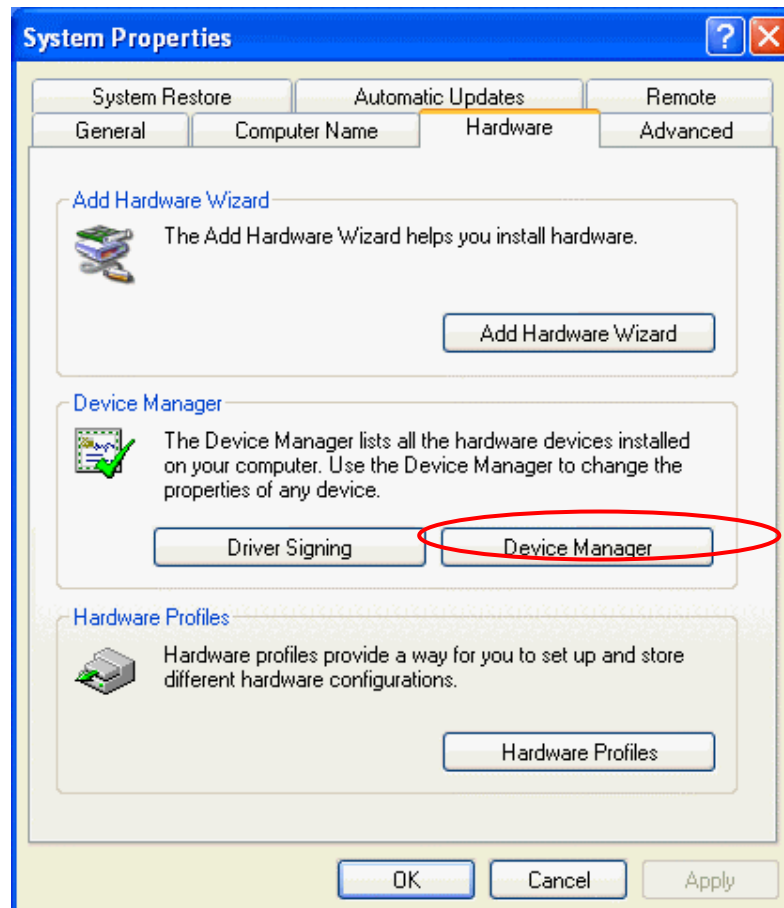 System Properties
System Restore Automatic Updates Remote
General Computer Name Hardware Advanced
Add Hardware Wizard
The Add Hardware Wizard helps you install hardware.
Add Hardware Wizard
Device Manager
The Device Manager lists all the hardware devices installed
on your computer. Use the Device Manager to change the
properties of any device.
Driver Signing Device Manager
Hardware Profiles
Hardware profiles provide a way for you to set up and store
different hardware configurations.
Hardware Profiles
OK Cancel Apply